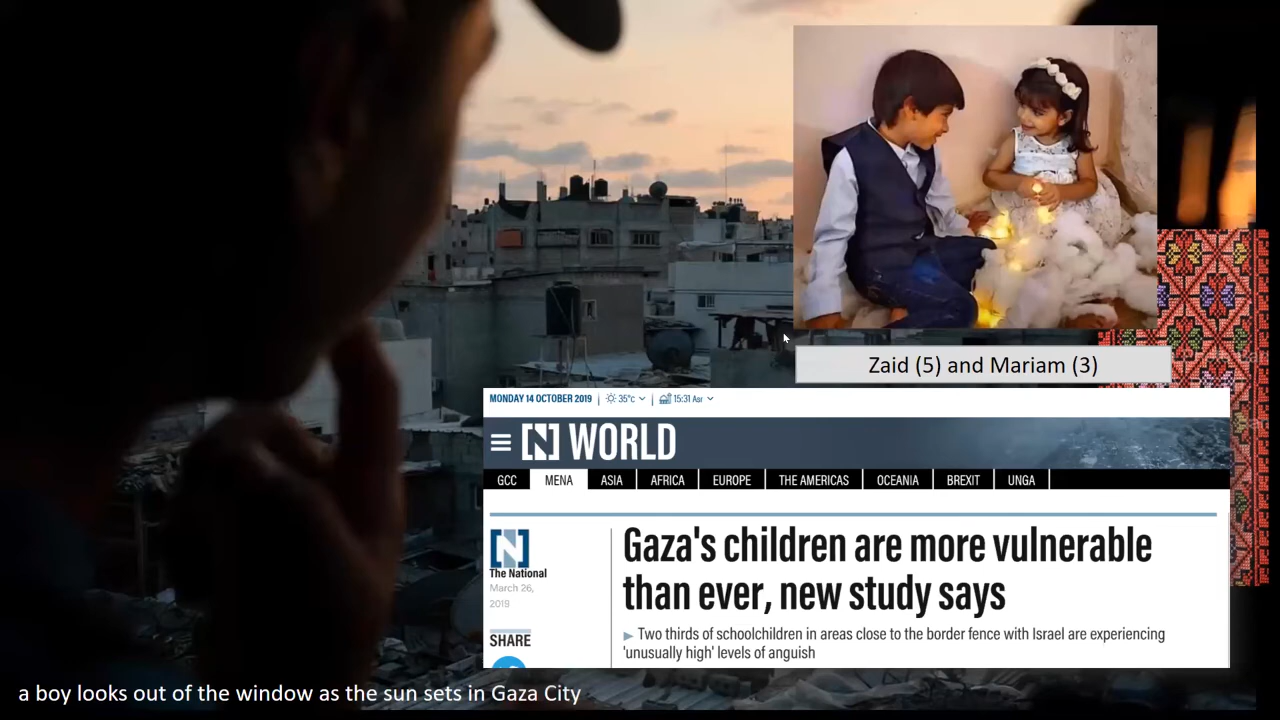 Zaid (5) and Mariam (3)
MONDAY 14 OCTOBER 2019 | 35°c | 15:31 Asr
[N] WORLD
GCC MENA ASIA AFRICA EUROPE THE AMERICAS OCEANIA BREXIT UNGA
Gaza's children are more vulnerable
than ever, new study says
Two thirds of schoolchildren in areas close to the border fence with Israel are experiencing
'unusually high' levels of anguish
N
The National
March 26,
2019
SHARE
a boy looks out of the window as the sun sets in Gaza City